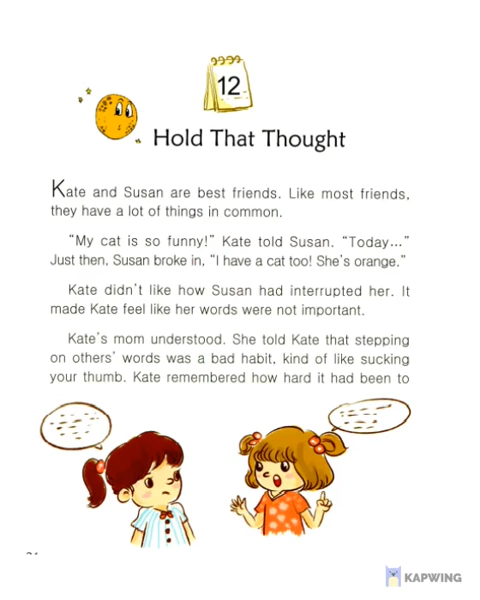 12
Hold That Thought
Kate and Susan are best friends. Like most friends,
they have a lot of things in common.
"My cat is so funny!" Kate told Susan. "Today..."
Just then, Susan broke in, "I have a cat too! She's orange."
Kate didn't like how Susan had interrupted her. It
made Kate feel like her words were not important.
Kate's mom understood. She told Kate that stepping
on others' words was a bad habit, kind of like sucking
your thumb. Kate remembered how hard it had been to
KAPWING